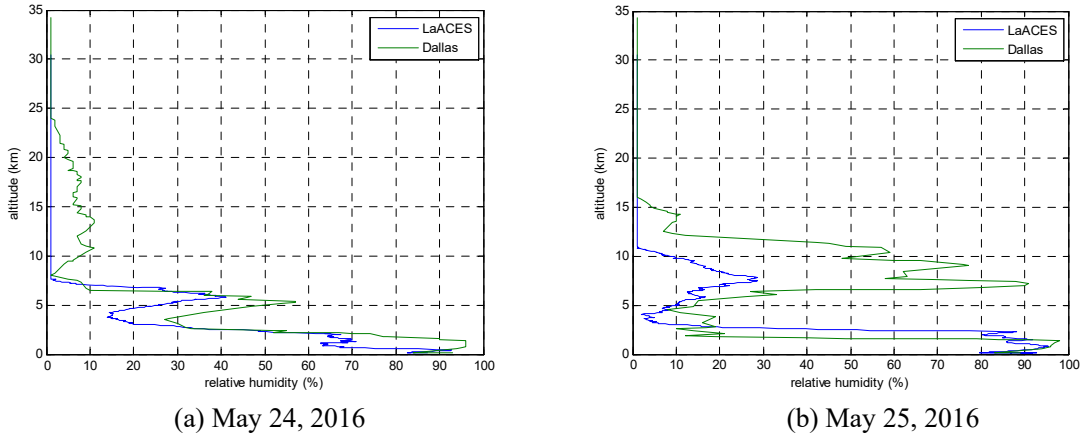 35
30
25
20
15
10
5
0
altitude (km)
0 10 20 30 40 50 60 70 80 90 100
relative humidity (%)
LaACES
Dallas
(a) May 24, 2016
35
30
25
20
15
10
5
0
altitude (km)
0 10 20 30 40 50 60 70 80 90 100
relative humidity (%)
LaACES
Dallas
(b) May 25, 2016